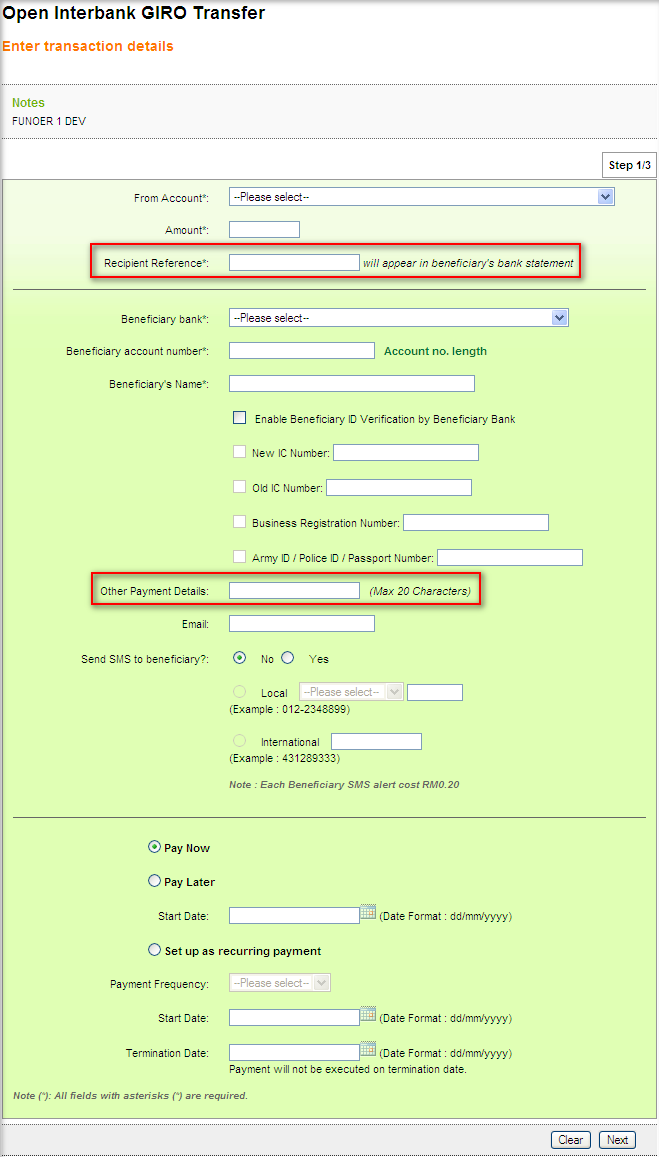 Open Interbank GIRO Transfer
Enter transaction details
Notes
FUNOER 1 DEV
Step 1/3
From Account*: --Please select--
Amount*:
Recipient Reference*: will appear in beneficiary's bank statement
Beneficiary bank*: --Please select--
Beneficiary account number*: Account no. length
Beneficiary's Name*:
Enable Beneficiary ID Verification by Beneficiary Bank
New IC Number:
Old IC Number:
Business Registration Number:
Army ID / Police ID / Passport Number:
Other Payment Details: (Max 20 Characters)
Email:
Send SMS to beneficiary?: No Yes
Local --Please select--
(Example : 012-2348899)
International
(Example : 431289333)
Note : Each Beneficiary SMS alert cost RM0.20
Pay Now
Pay Later
Start Date: (Date Format : dd/mm/yyyy)
Set up as recurring payment
Payment Frequency: --Please select--
Start Date: (Date Format : dd/mm/yyyy)
Termination Date: (Date Format : dd/mm/yyyy)
Payment will not be executed on termination date.
Note (*): All fields with asterisks (*) are required.
Clear Next